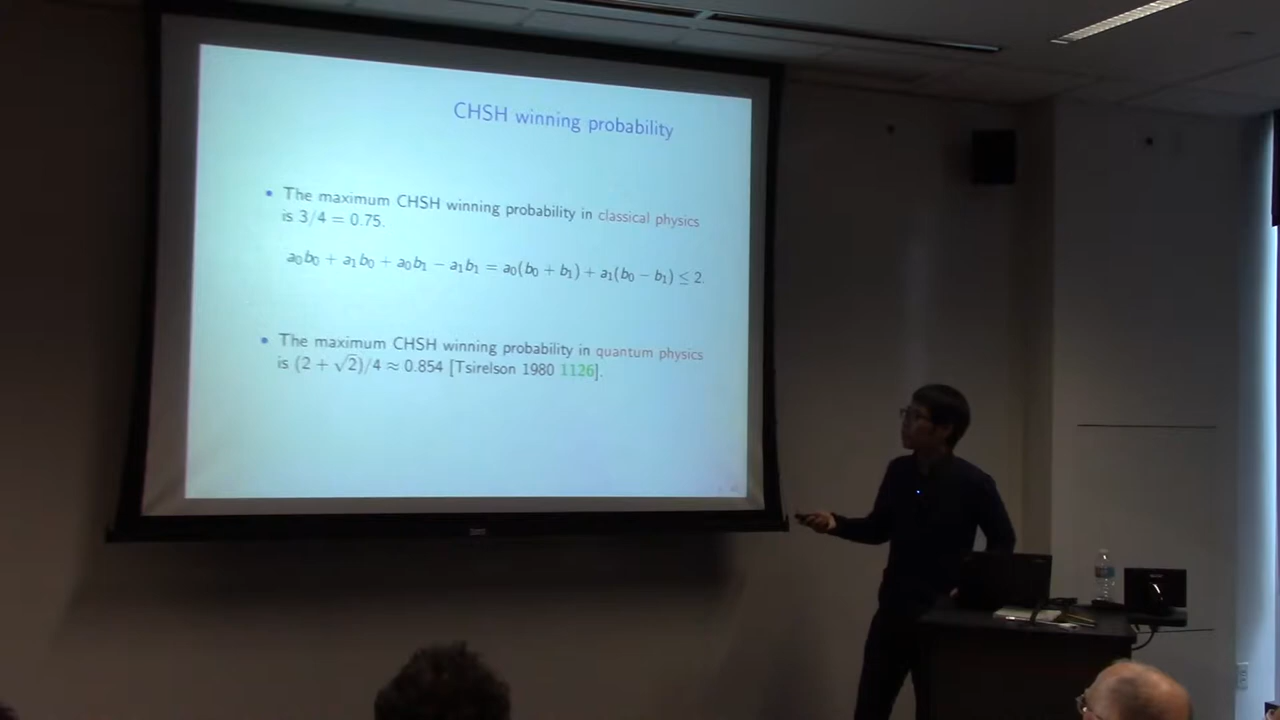 CHSH winning probability
• The maximum CHSH winning probability in classical physics
is 3/4 = 0.75.
a₀b₀ + a₁b₀ + a₀b₁ − a₁b₁ = a₀(b₀ + b₁) + a₁(b₀ − b₁) ≤ 2.
• The maximum CHSH winning probability in quantum physics
is (2 + √2)/4 ≈ 0.854 [Tsirelson 1980 1126].